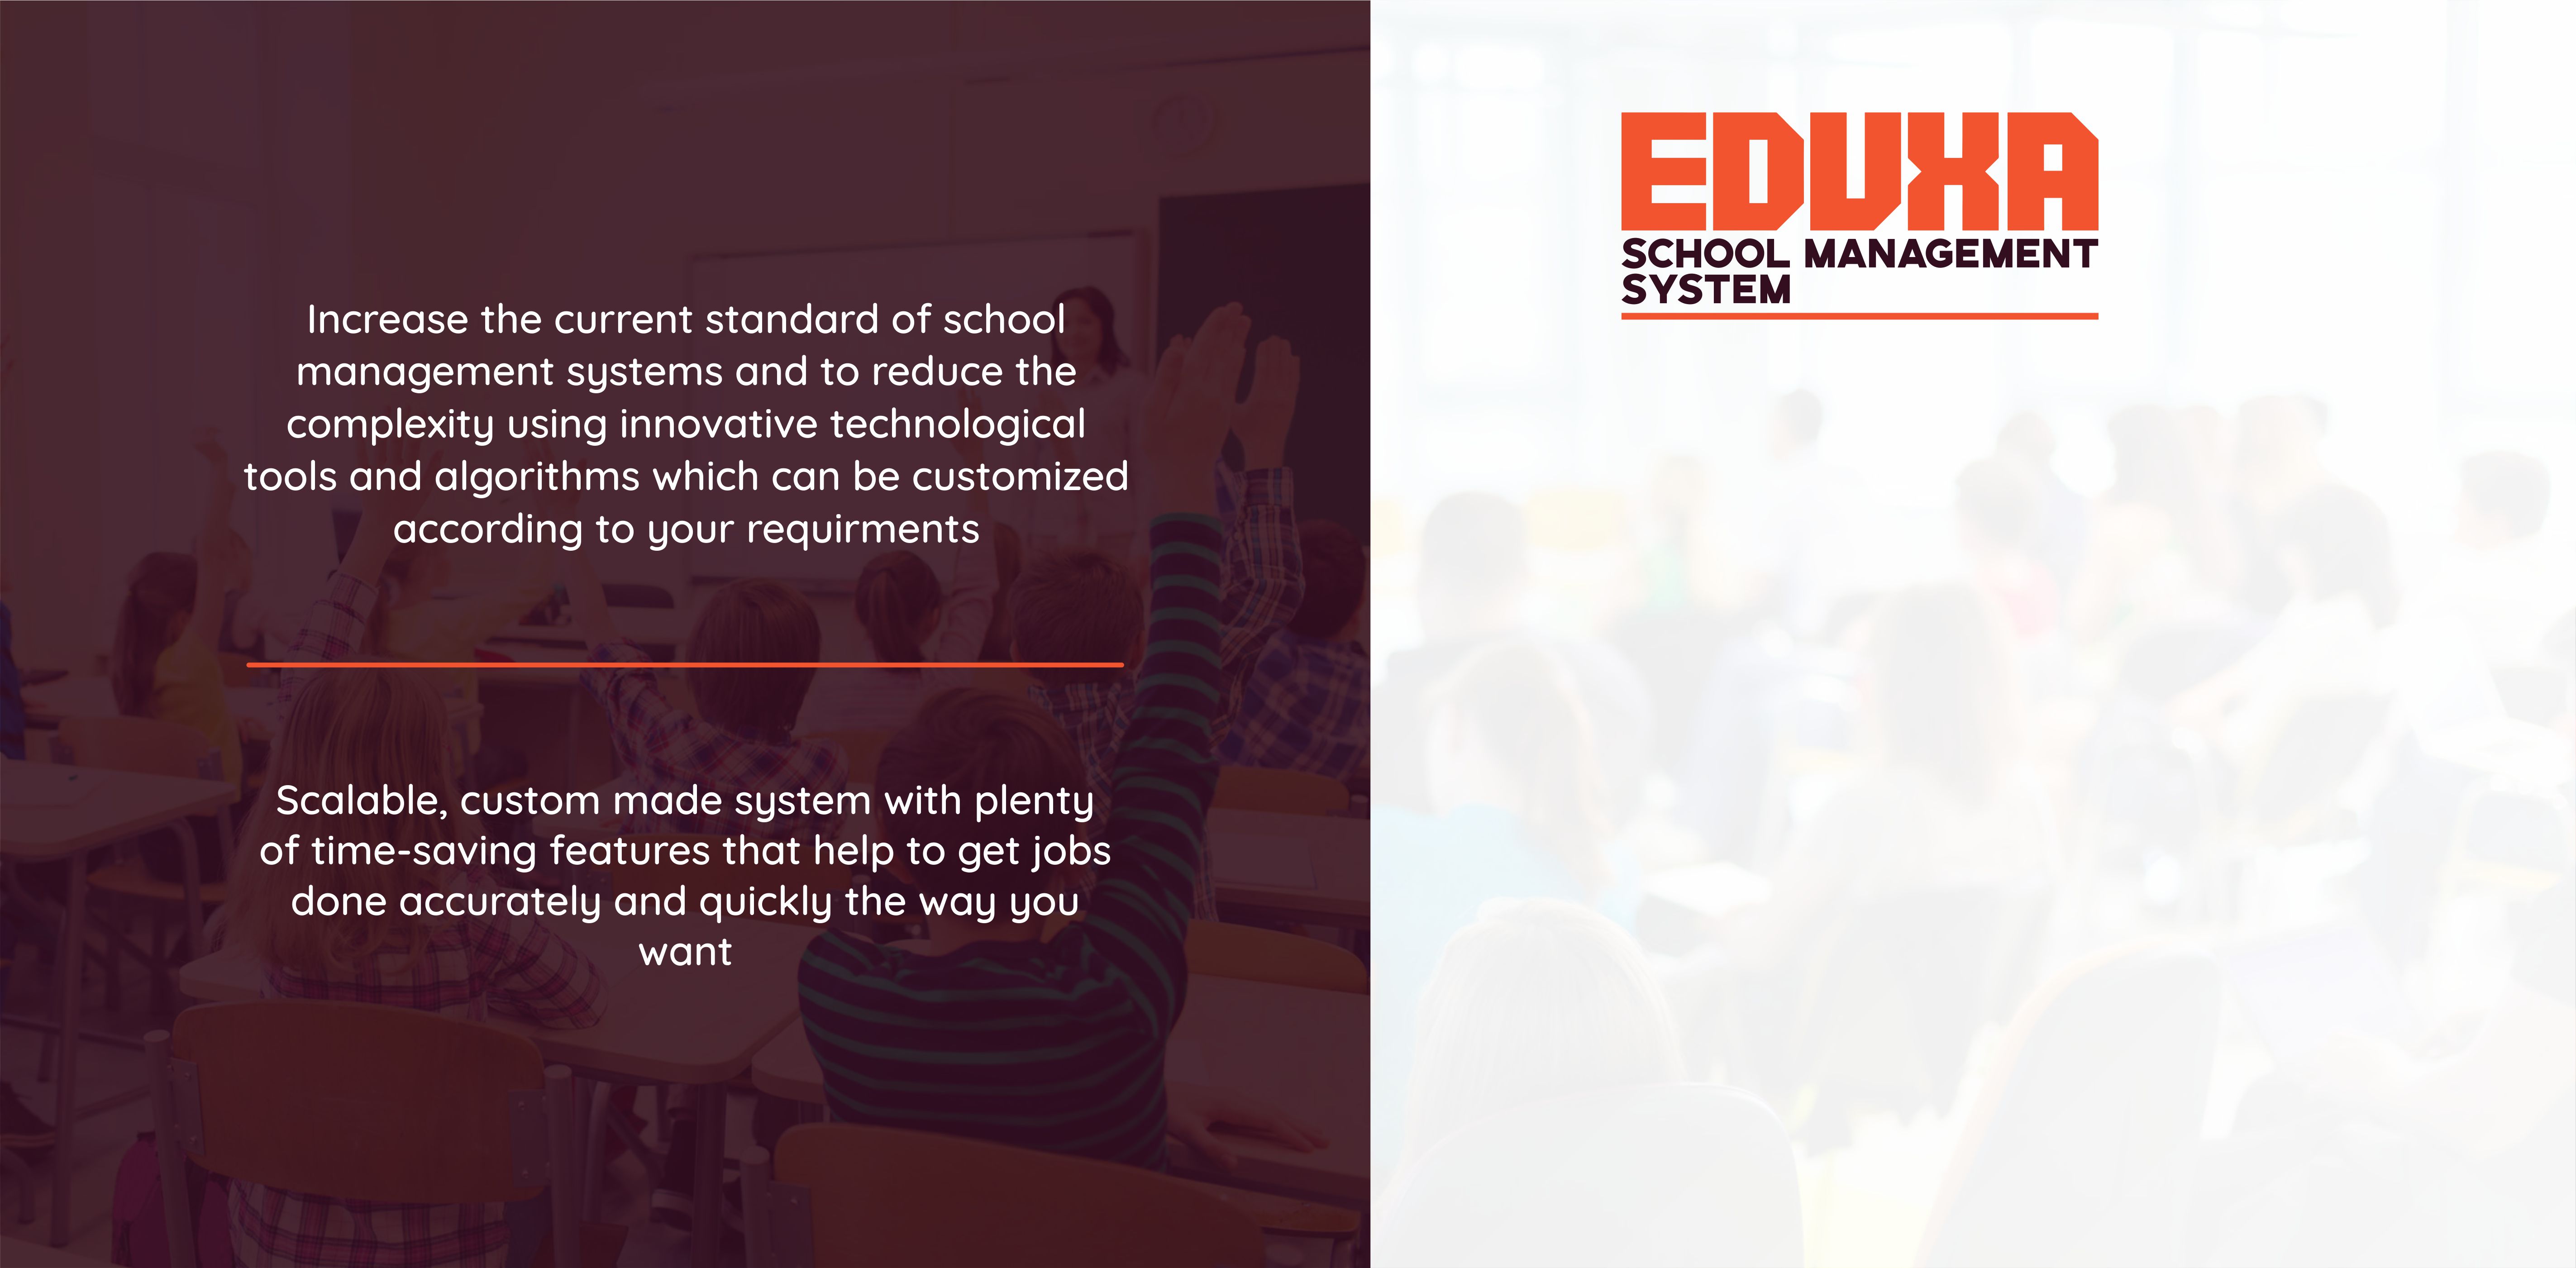 Increase the current standard of school
management systems and to reduce the
complexity using innovative technological
tools and algorithms which can be customized
according to your requirments
Scalable, custom made system with plenty
of time-saving features that help to get jobs
done accurately and quickly the way you
want
EDUXA
SCHOOL MANAGEMENT
SYSTEM